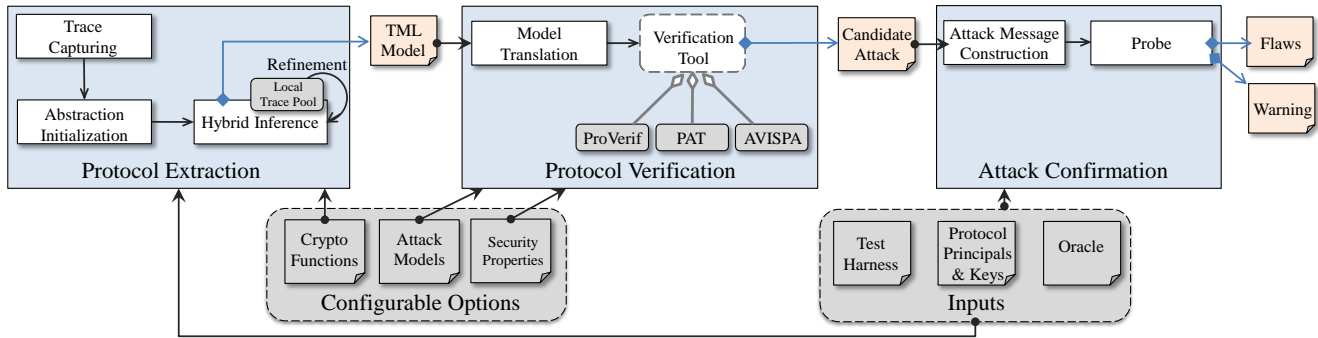 Trace
Capturing
Abstraction
Initialization
Refinement
Local
Trace Pool
Hybrid Inference
Protocol Extraction
TML
Model
Model
Translation
Verification
Tool
ProVerif
PAT
AVISPA
Protocol Verification
Candidate
Attack
Attack Message
Construction
Probe
Attack Confirmation
Flaws
Warning
Crypto
Functions
Attack
Models
Security
Properties
Configurable Options
Test
Harness
Protocol
Principals
& Keys
Oracle
Inputs